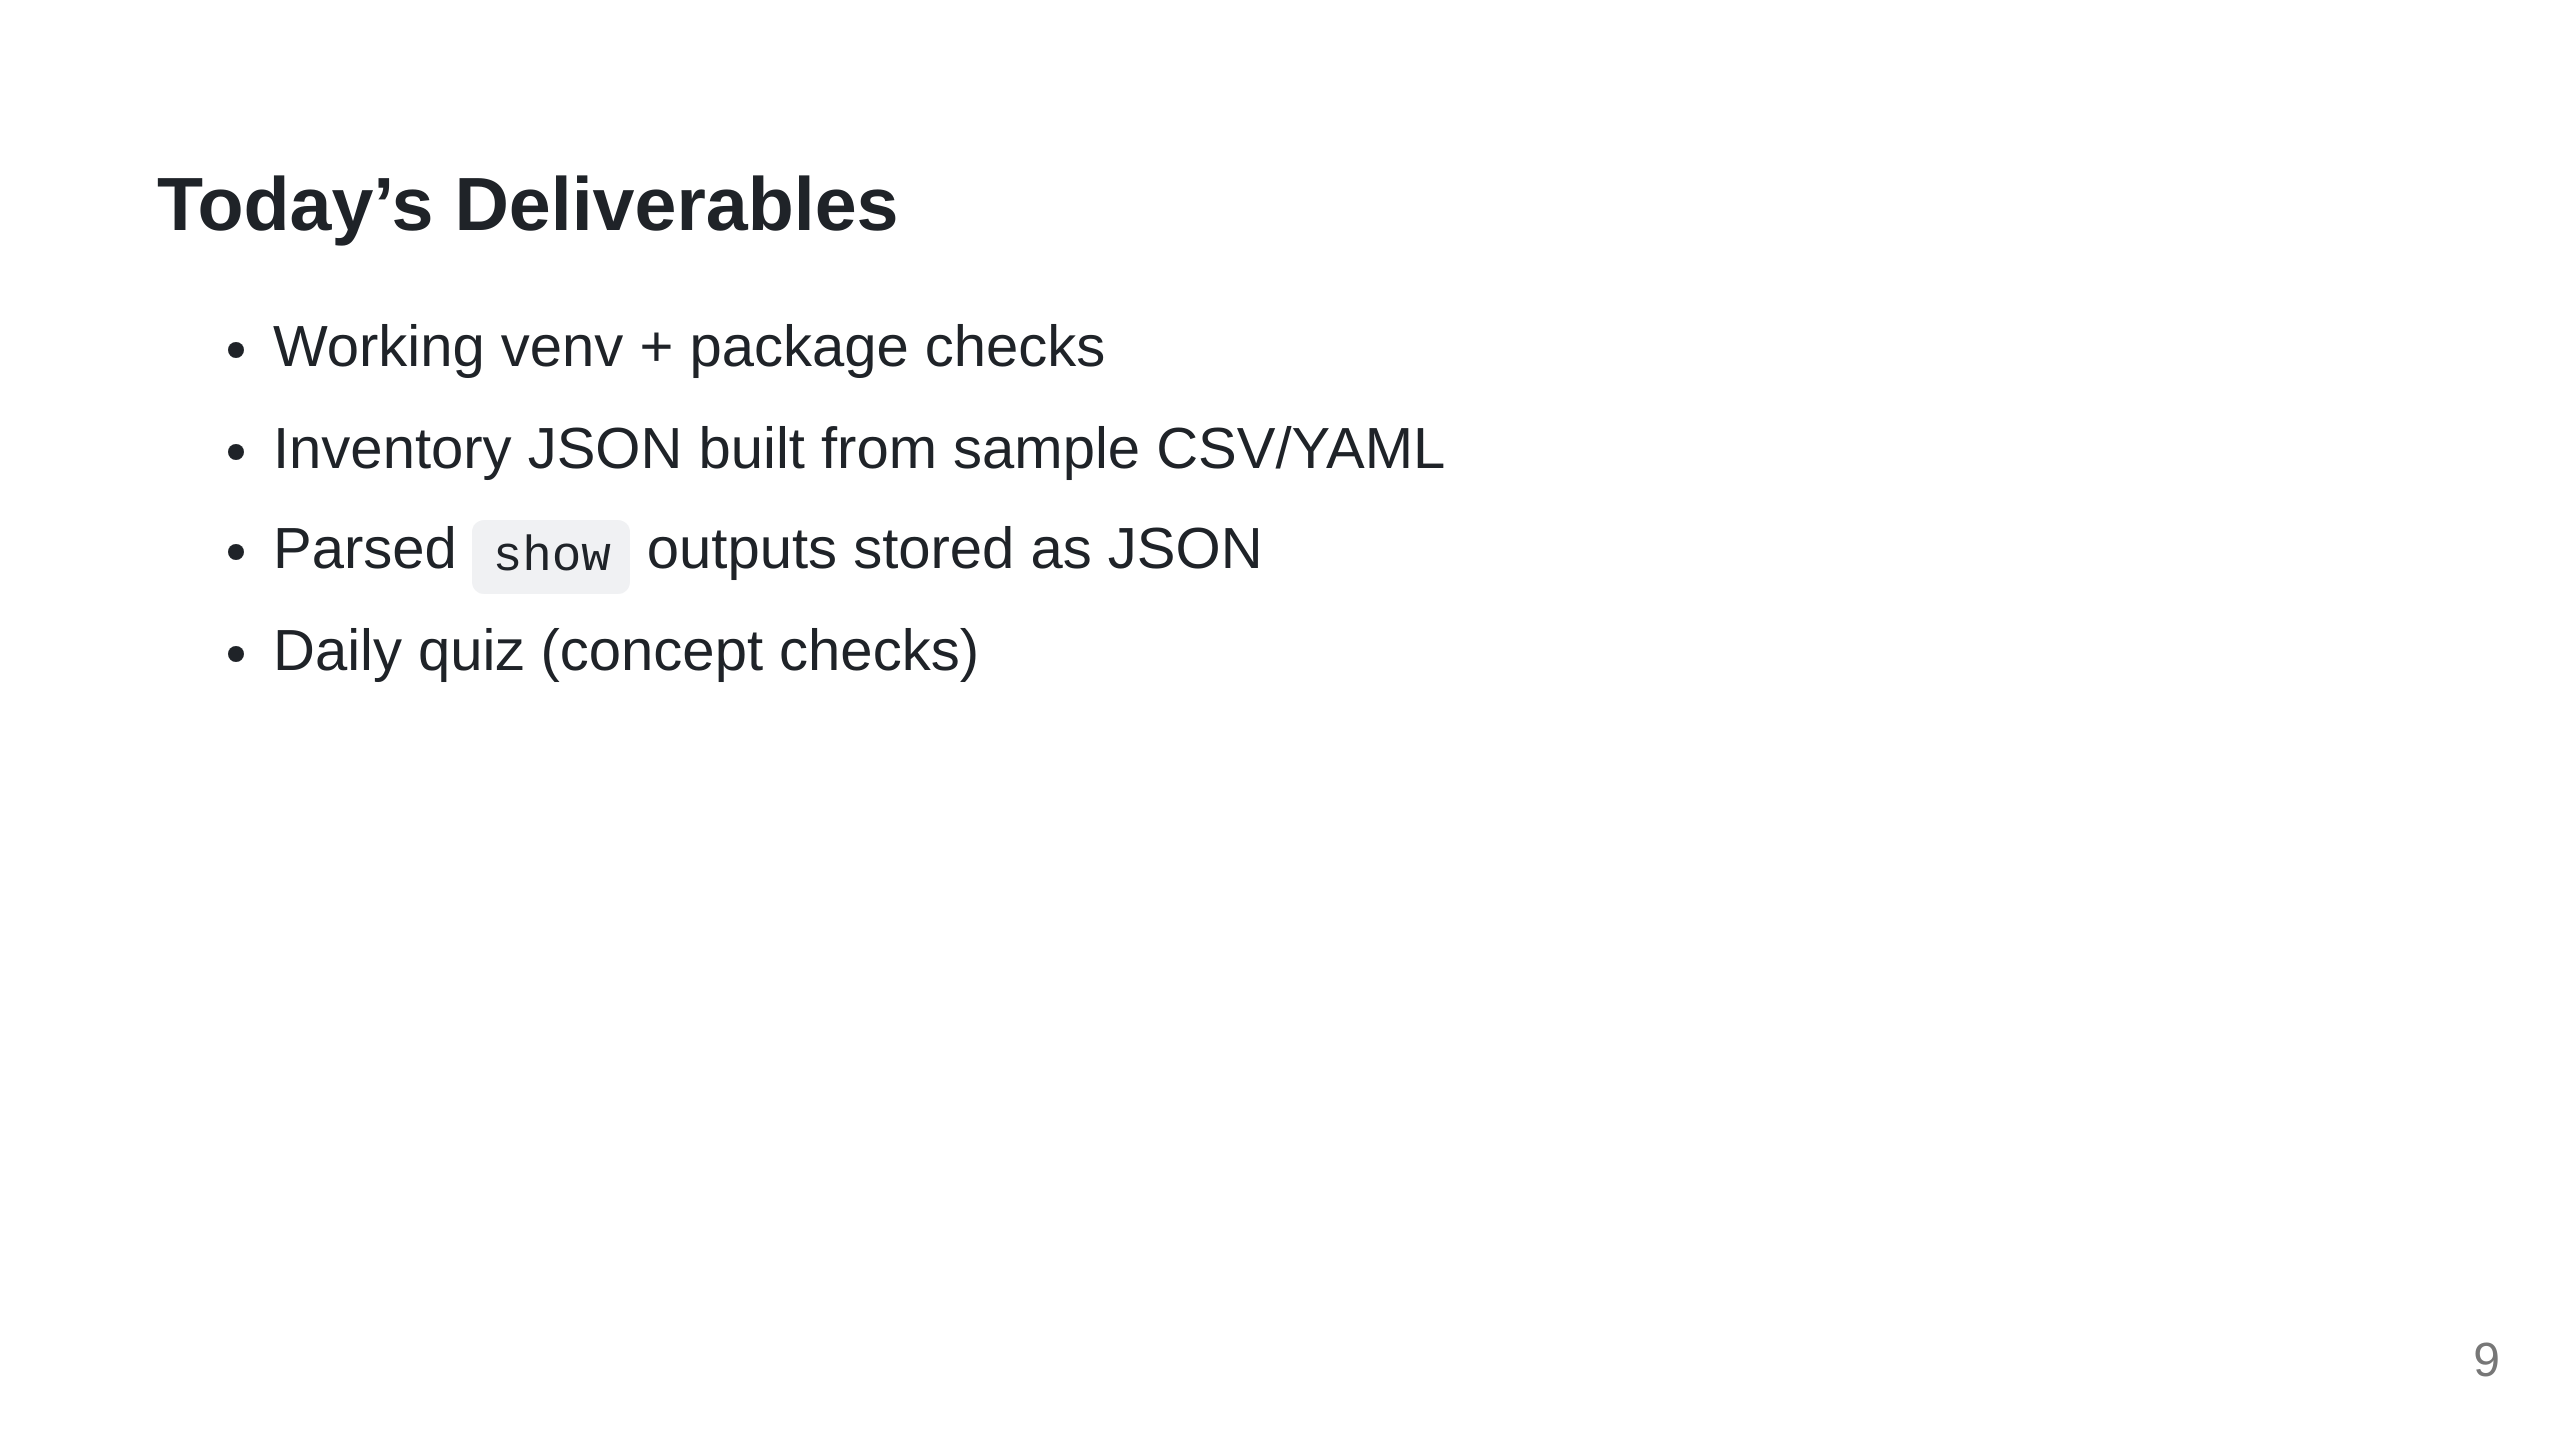 Today’s Deliverables
• Working venv + package checks
• Inventory JSON built from sample CSV/YAML
• Parsed show outputs stored as JSON
• Daily quiz (concept checks)
9